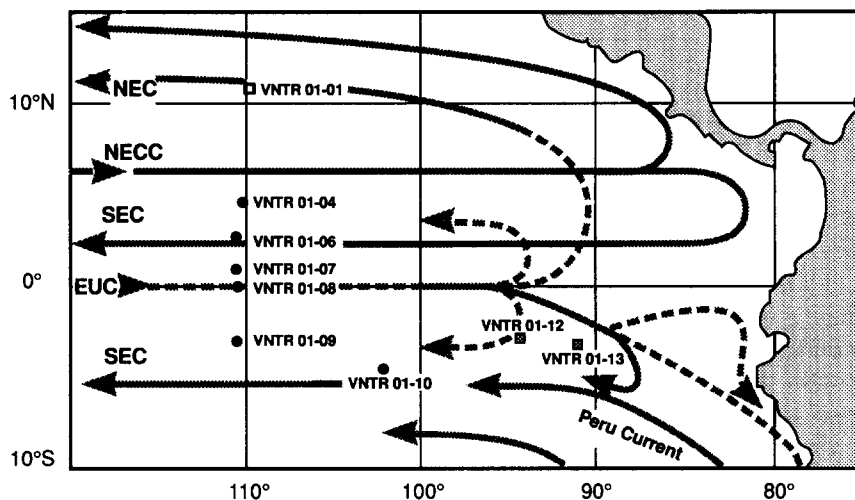 NEC
VNTR 01-01
10°N
NECC
VNTR 01-04
SEC
VNTR 01-06
VNTR 01-07
0°
EUC
VNTR 01-08
VNTR 01-12
VNTR 01-09
VNTR 01-13
SEC
VNTR 01-10
Peru Current
10°S
110°
100°
90°
80°